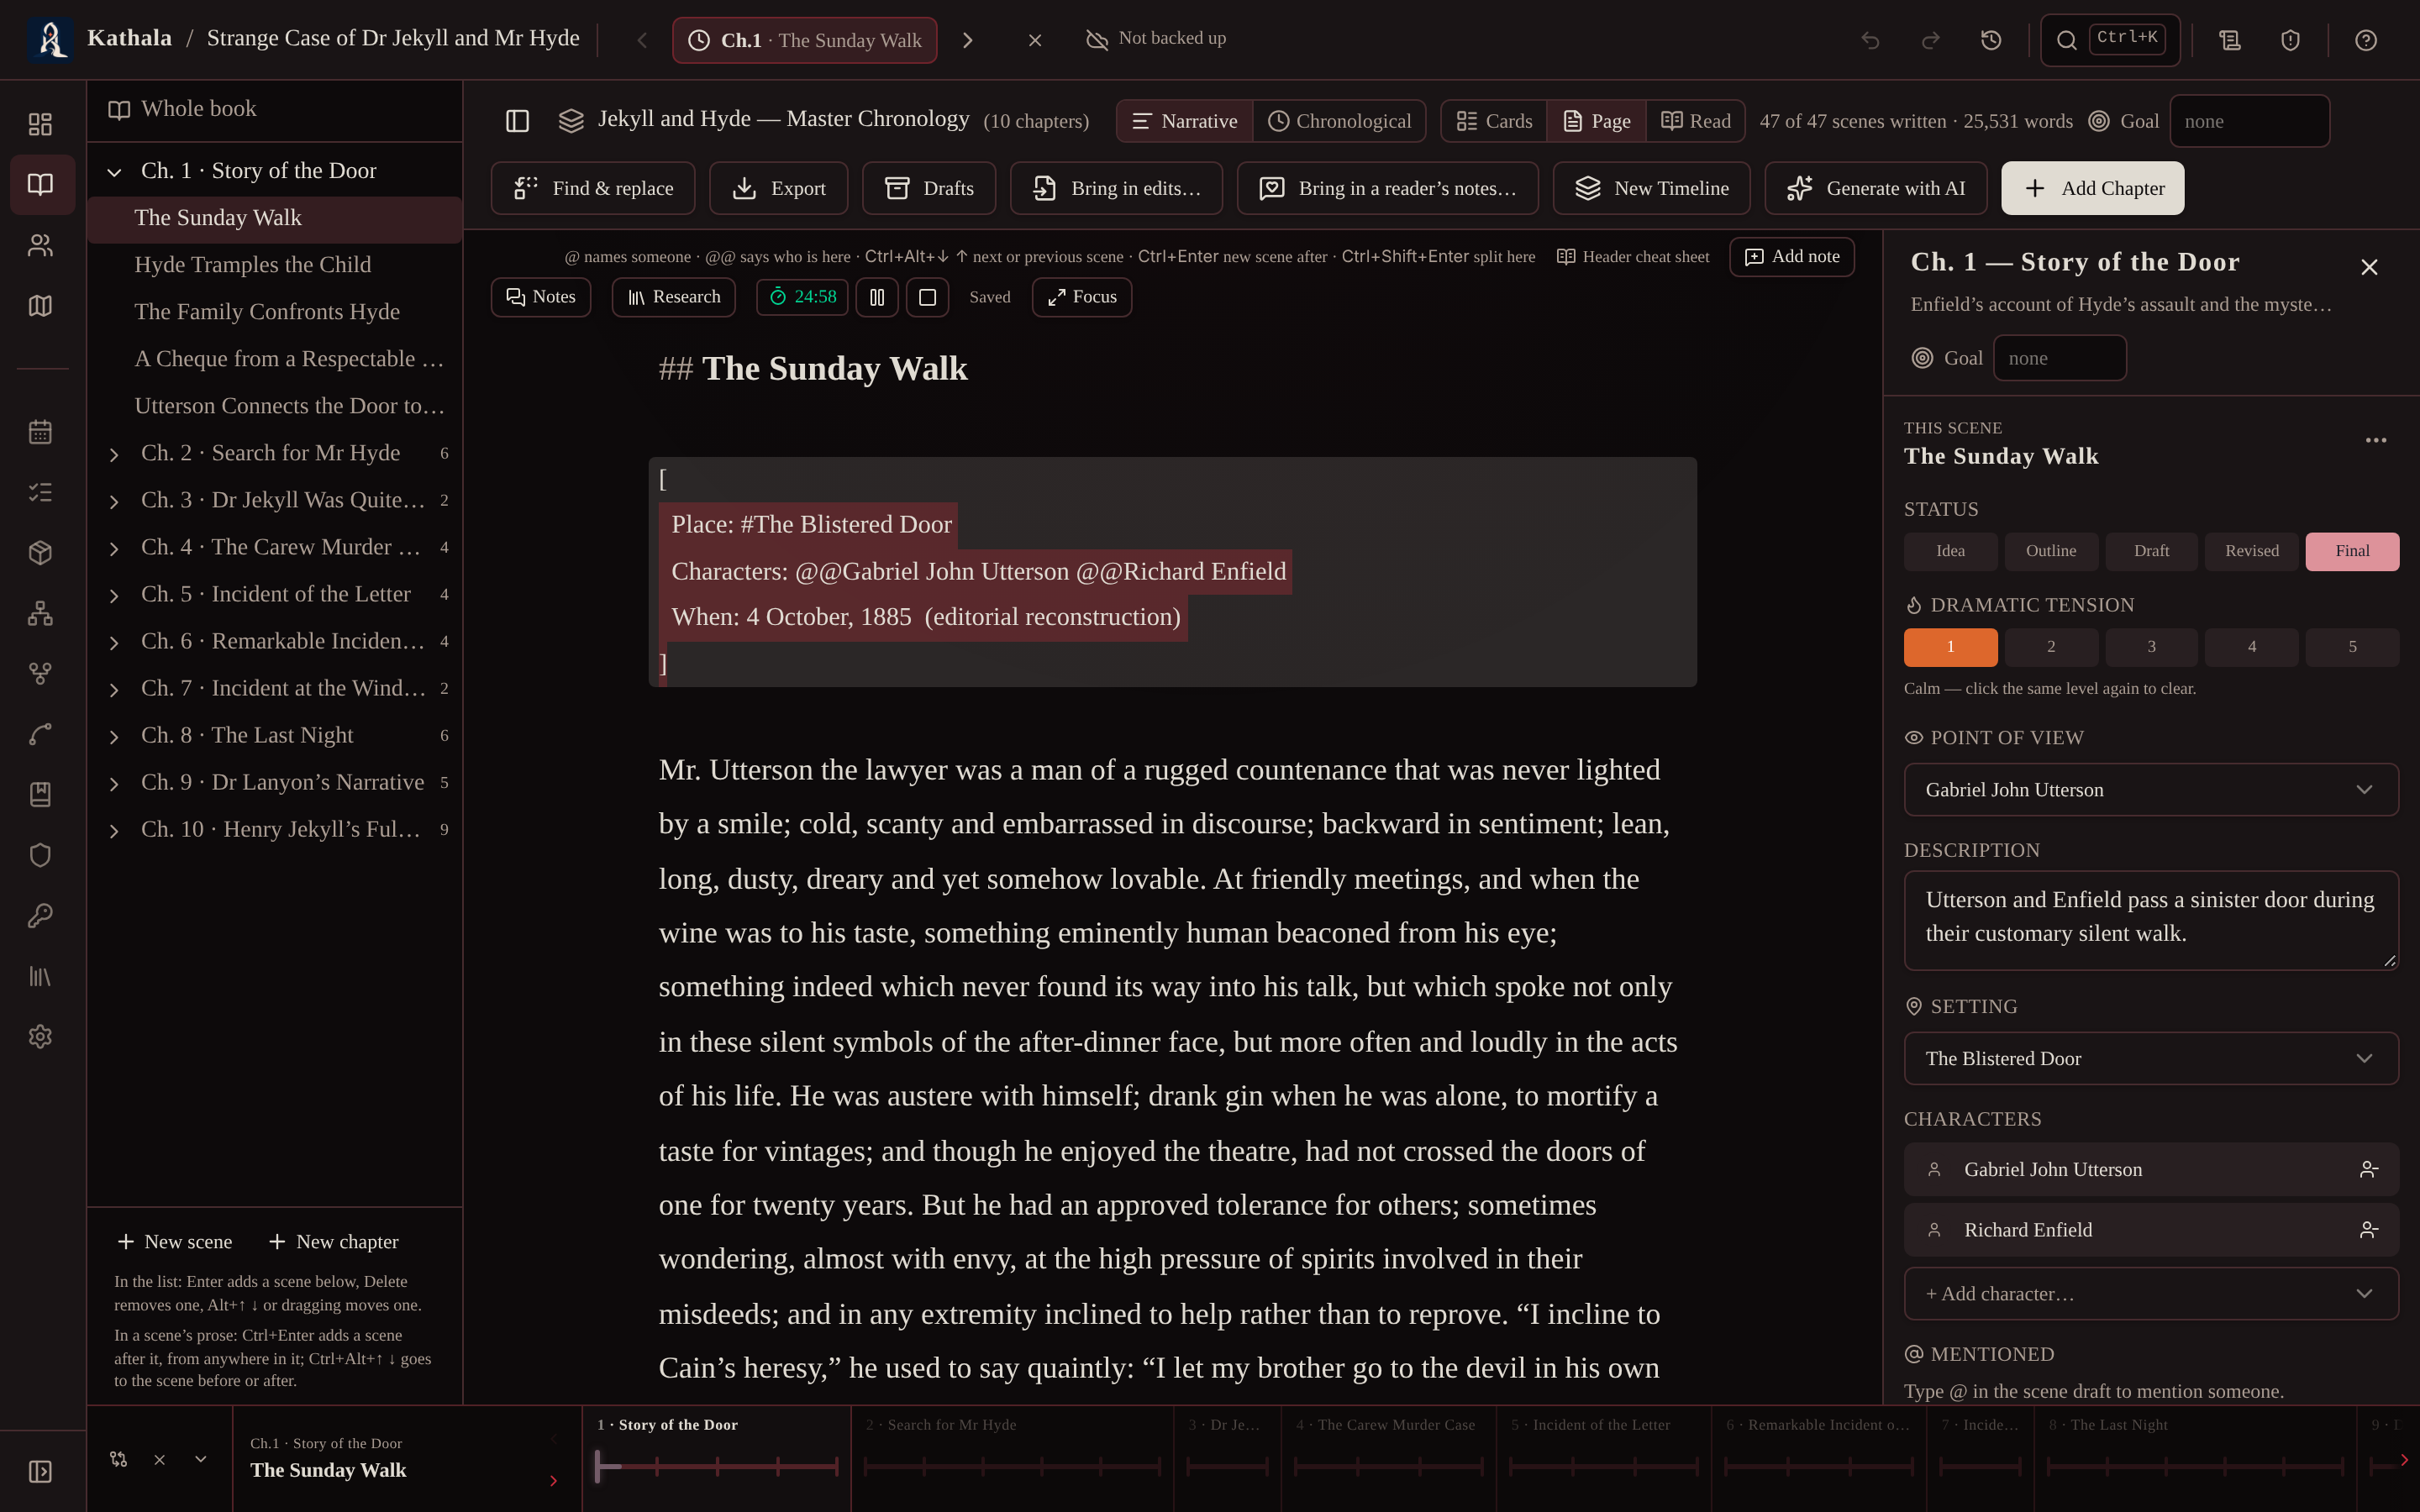 Kathala / Strange Case of Dr Jekyll and Mr Hyde
Ch.1 · The Sunday Walk
Not backed up
Ctrl+K
Whole book
Ch. 1 · Story of the Door
The Sunday Walk
Hyde Tramples the Child
The Family Confronts Hyde
A Cheque from a Respectable …
Utterson Connects the Door to…
Ch. 2 · Search for Mr Hyde 6
Ch. 3 · Dr Jekyll Was Quite… 2
Ch. 4 · The Carew Murder … 4
Ch. 5 · Incident of the Letter 4
Ch. 6 · Remarkable Inciden… 4
Ch. 7 · Incident at the Wind… 2
Ch. 8 · The Last Night 6
Ch. 9 · Dr Lanyon’s Narrative 5
Ch. 10 · Henry Jekyll’s Ful… 9
New scene New chapter
In the list: Enter adds a scene below, Delete
removes one, Alt+↑ ↓ or dragging moves one.
In a scene’s prose: Ctrl+Enter adds a scene
after it, from anywhere in it; Ctrl+Alt+↑ ↓ goes
to the scene before or after.
Jekyll and Hyde — Master Chronology (10 chapters)
Narrative Chronological
Cards Page Read
47 of 47 scenes written · 25,531 words
Goal none
Find & replace
Export
Drafts
Bring in edits…
Bring in a reader’s notes…
New Timeline
Generate with AI
Add Chapter
@ names someone · @@ says who is here · Ctrl+Alt+↓ ↑ next or previous scene · Ctrl+Enter new scene after · Ctrl+Shift+Enter split here
Header cheat sheet
Add note
Notes
Research
24:58
Saved
Focus
## The Sunday Walk
[
Place: #The Blistered Door
Characters: @@Gabriel John Utterson @@Richard Enfield
When: 4 October, 1885 (editorial reconstruction)
]
Mr. Utterson the lawyer was a man of a rugged countenance that was never lighted
by a smile; cold, scanty and embarrassed in discourse; backward in sentiment; lean,
long, dusty, dreary and yet somehow lovable. At friendly meetings, and when the
wine was to his taste, something eminently human beaconed from his eye;
something indeed which never found its way into his talk, but which spoke not only
in these silent symbols of the after-dinner face, but more often and loudly in the acts
of his life. He was austere with himself; drank gin when he was alone, to mortify a
taste for vintages; and though he enjoyed the theatre, had not crossed the doors of
one for twenty years. But he had an approved tolerance for others; sometimes
wondering, almost with envy, at the high pressure of spirits involved in their
misdeeds; and in any extremity inclined to help rather than to reprove. “I incline to
Cain’s heresy,” he used to say quaintly: “I let my brother go to the devil in his own
Ch. 1 — Story of the Door
Enfield’s account of Hyde’s assault and the myste…
Goal none
THIS SCENE
The Sunday Walk
STATUS
Idea Outline Draft Revised Final
DRAMATIC TENSION
1 2 3 4 5
Calm — click the same level again to clear.
POINT OF VIEW
Gabriel John Utterson
DESCRIPTION
Utterson and Enfield pass a sinister door during
their customary silent walk.
SETTING
The Blistered Door
CHARACTERS
Gabriel John Utterson
Richard Enfield
+ Add character…
MENTIONED
Type @ in the scene draft to mention someone.
Ch.1 · Story of the Door
The Sunday Walk
1 · Story of the Door
2 · Search for Mr Hyde
3 · Dr Je…
4 · The Carew Murder Case
5 · Incident of the Letter
6 · Remarkable Incident o…
7 · Incide…
8 · The Last Night
9 ·